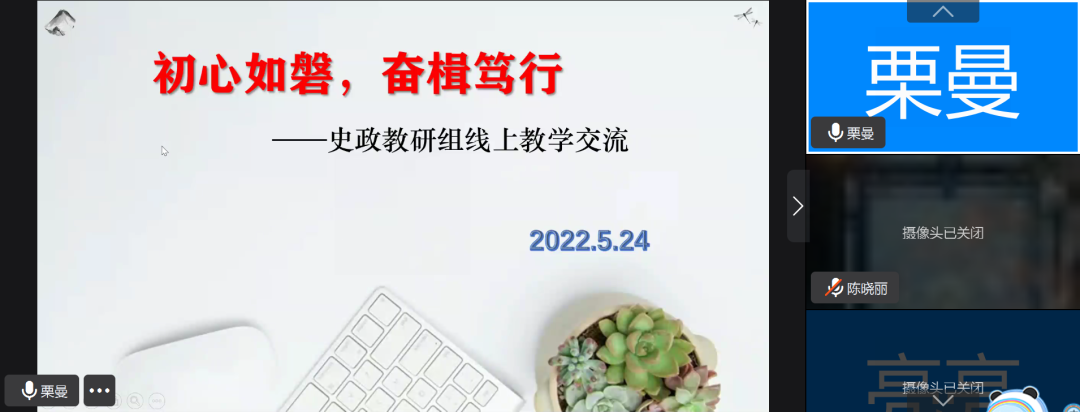 初心如磐，奋楫笃行
——史政教研组线上教学交流
2022.5.24
栗曼
栗曼
栗曼
摄像头已关闭
陈晓丽
高高
摄像头已关闭